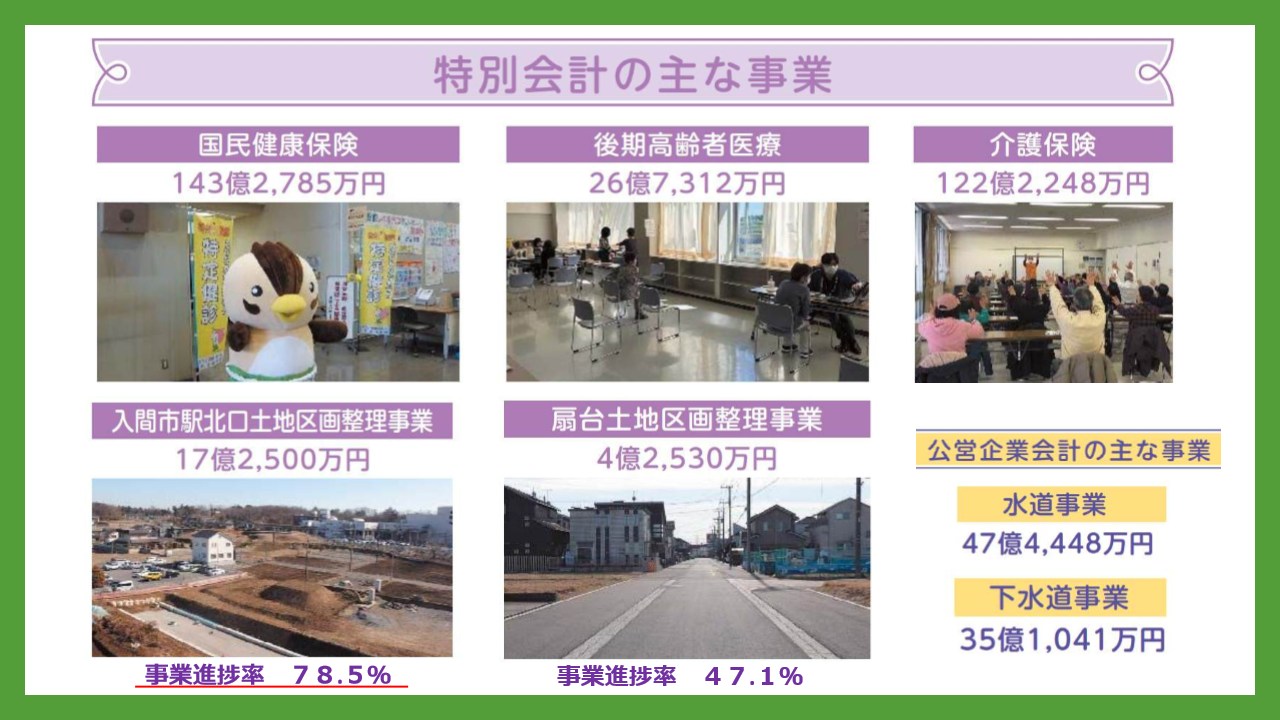 特別会計の主な事業
国民健康保険
143億2,785万円
後期高齢者医療
26億7,312万円
介護保険
122億2,248万円
特定健診
入間市駅北口土地区画整理事業
17億2,500万円
事業進捗率　７８.５％
扇台土地区画整理事業
4億2,530万円
事業進捗率　４７.１％
公営企業会計の主な事業
水道事業
47億4,448万円
下水道事業
35億1,041万円